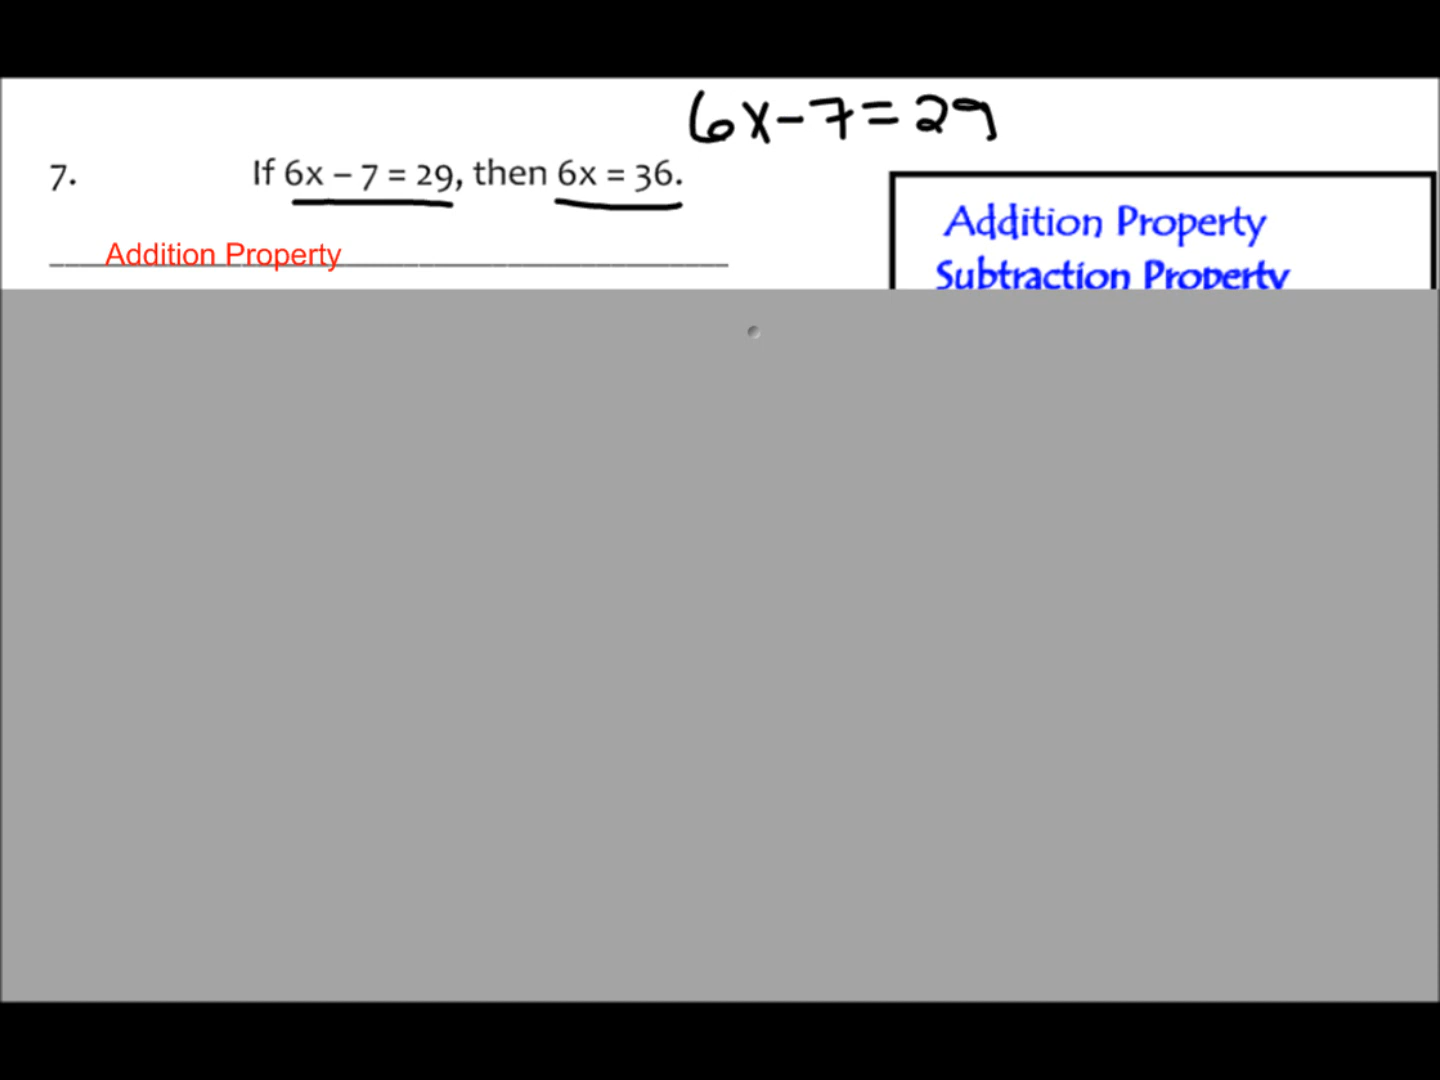 6x-7=29
7. If 6x – 7 = 29, then 6x = 36.
Addition Property
Addition Property
Subtraction Property